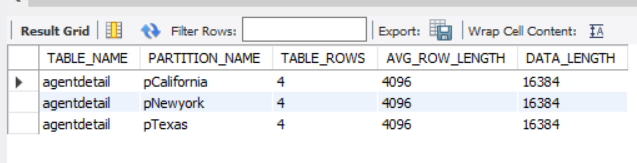 Result Grid Filter Rows: Export: Wrap Cell Content: IA
TABLE_NAME PARTITION_NAME TABLE_ROWS AVG_ROW_LENGTH DATA_LENGTH
agentdetail pCalifornia 4 4096 16384
agentdetail pNewyork 4 4096 16384
agentdetail pTexas 4 4096 16384